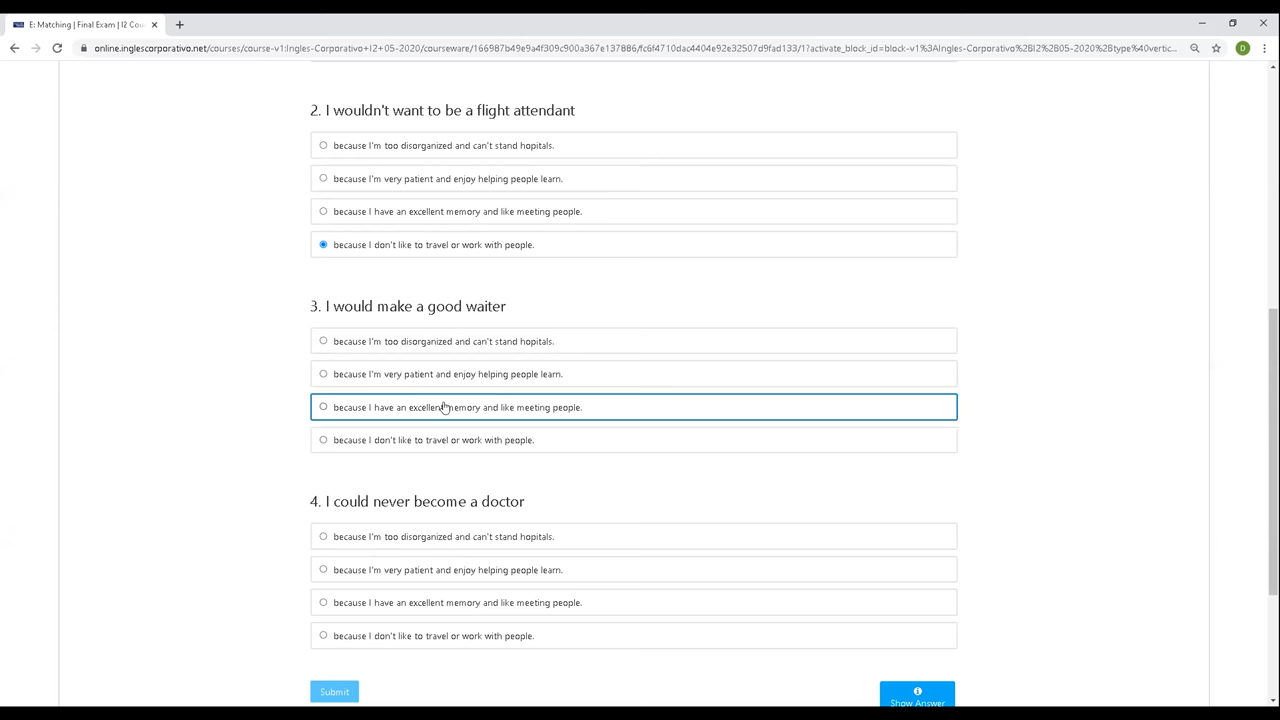 E: Matching | Final Exam | I2 Cou
online.inglescorporativo.net/courses/course-v1:Ingles-Corporativo+I2+05-2020/courseware/166987b49e9a4f309c900a367e137886/fc6f4710dac4404e92e32507c9ffad133/1?activate_block_id=block-v1%3AIngles-Corporativo%2BI2%2B05-2020%2Btype%40vertic...
D
2. I wouldn't want to be a flight attendant
because I'm too disorganized and can't stand hopitals.
because I'm very patient and enjoy helping people learn.
because I have an excellent memory and like meeting people.
because I don't like to travel or work with people.
3. I would make a good waiter
because I'm too disorganized and can't stand hopitals.
because I'm very patient and enjoy helping people learn.
because I have an excellent memory and like meeting people.
because I don't like to travel or work with people.
4. I could never become a doctor
because I'm too disorganized and can't stand hopitals.
because I'm very patient and enjoy helping people learn.
because I have an excellent memory and like meeting people.
because I don't like to travel or work with people.
Submit
Show Answer